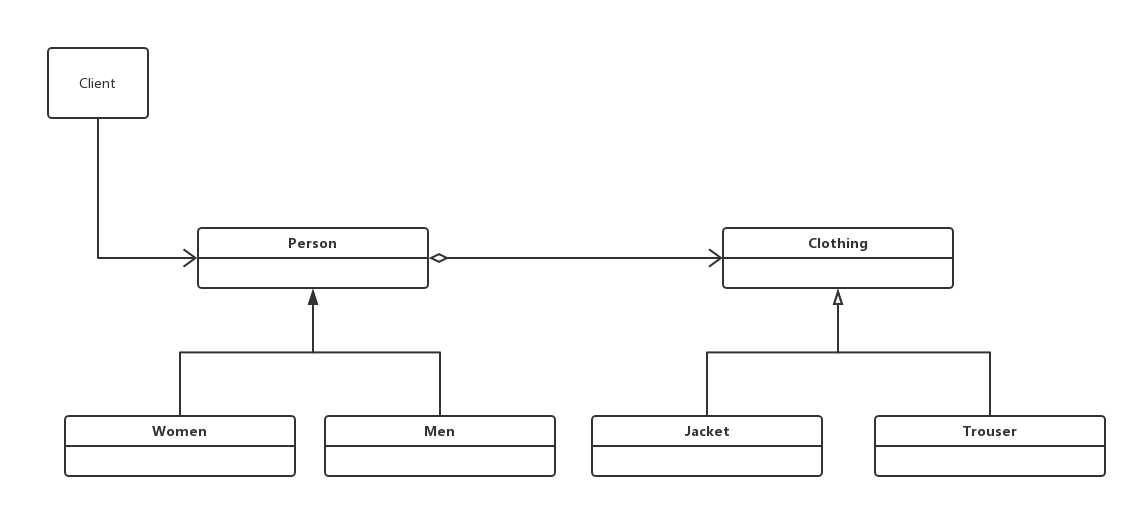 Client
Person
Clothing
Women
Men
Jacket
Trouser